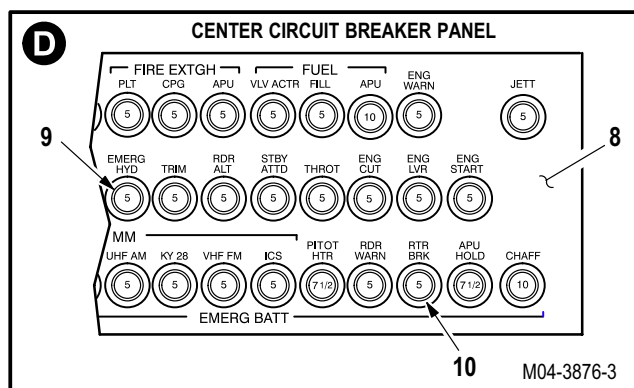 D CENTER CIRCUIT BREAKER PANEL
FIRE EXTGH FUEL
PLT CPG APU VLV ACTR FILL APU ENG WARN JETT
5 5 5 5 5 10 5 5
9 8
EMERG HYD TRIM RDR ALT STBY ATTD THROT ENG CUT ENG LVR ENG START
5 5 5 5 5 5 5 5
MM
UHF AM KY 28 VHF FM ICS PITOT HTR RDR WARN RTR BRK APU HOLD CHAFF
5 5 5 5 7 1/2 5 5 7 1/2 10
EMERG BATT
10 M04-3876-3